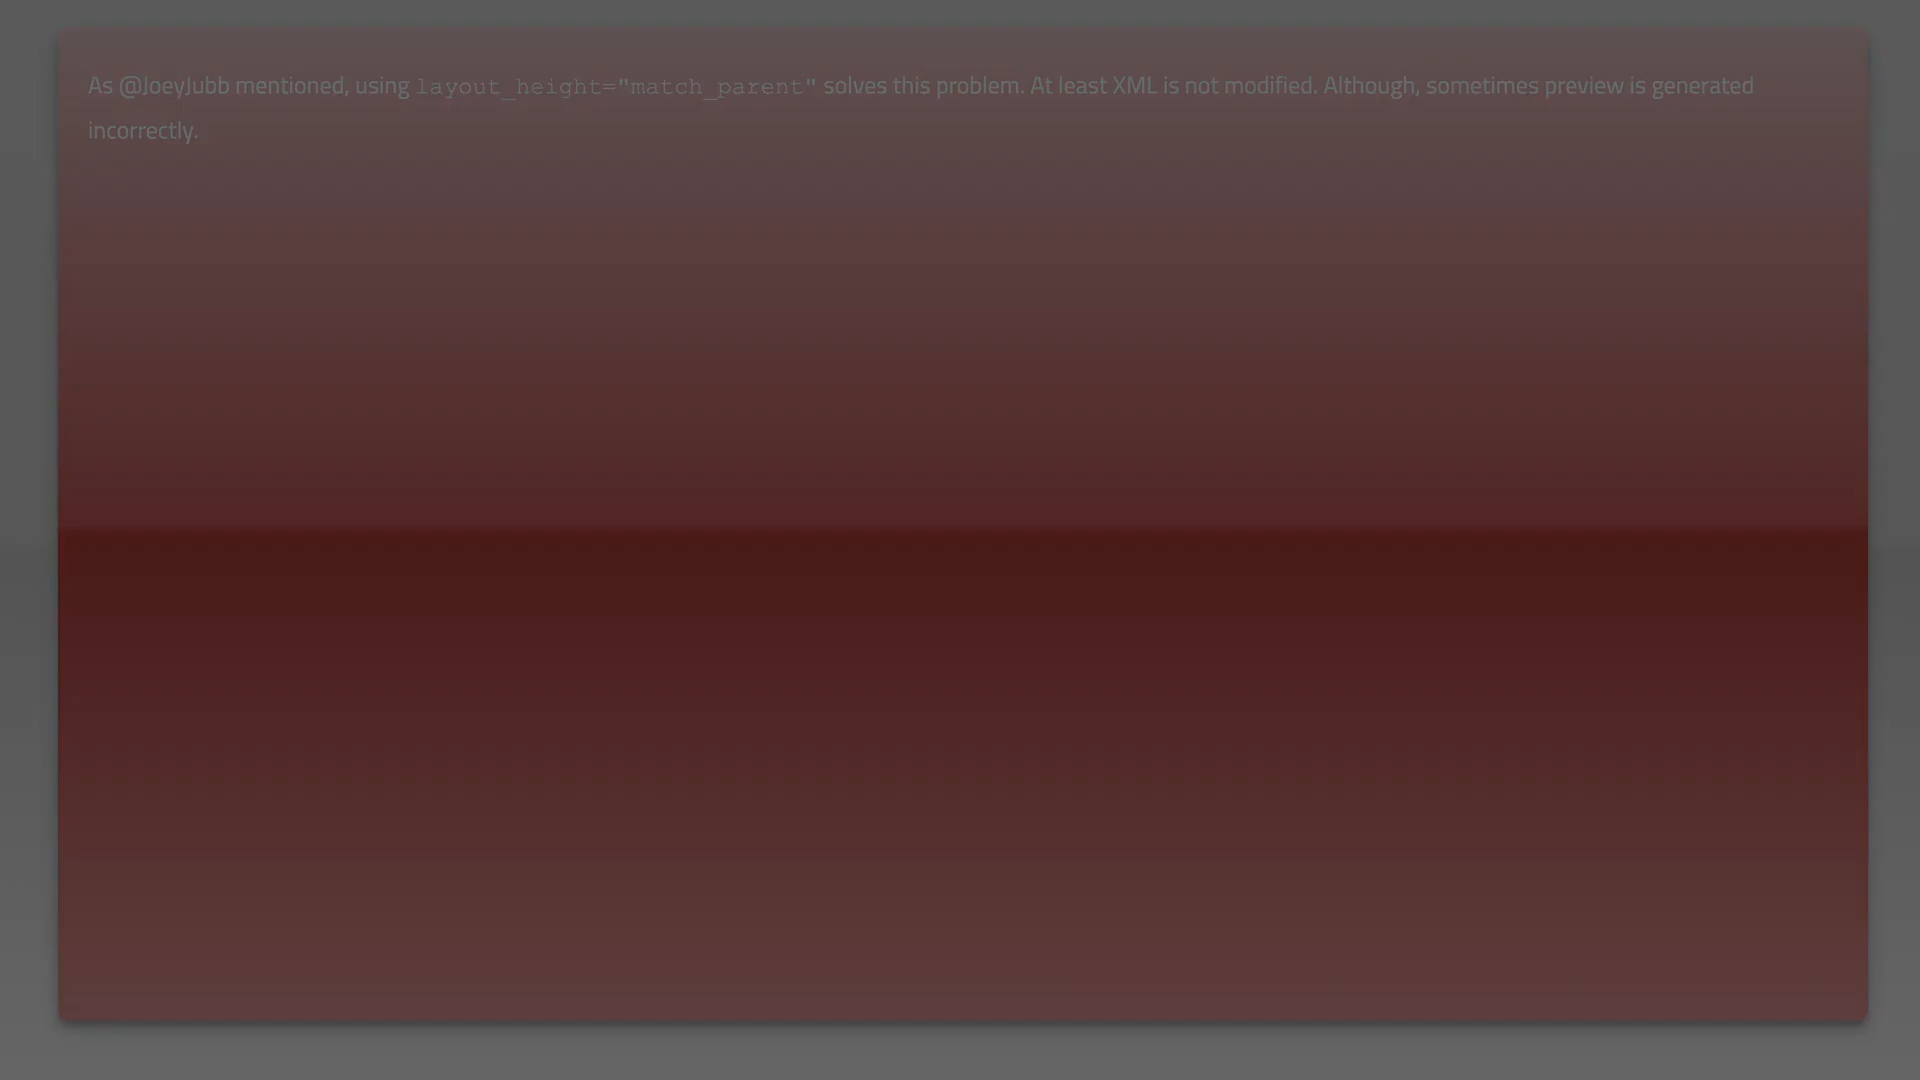 As @JoeyJubb mentioned, using layout_height="match_parent" solves this problem. At least XML is not modified. Although, sometimes preview is generated
incorrectly.